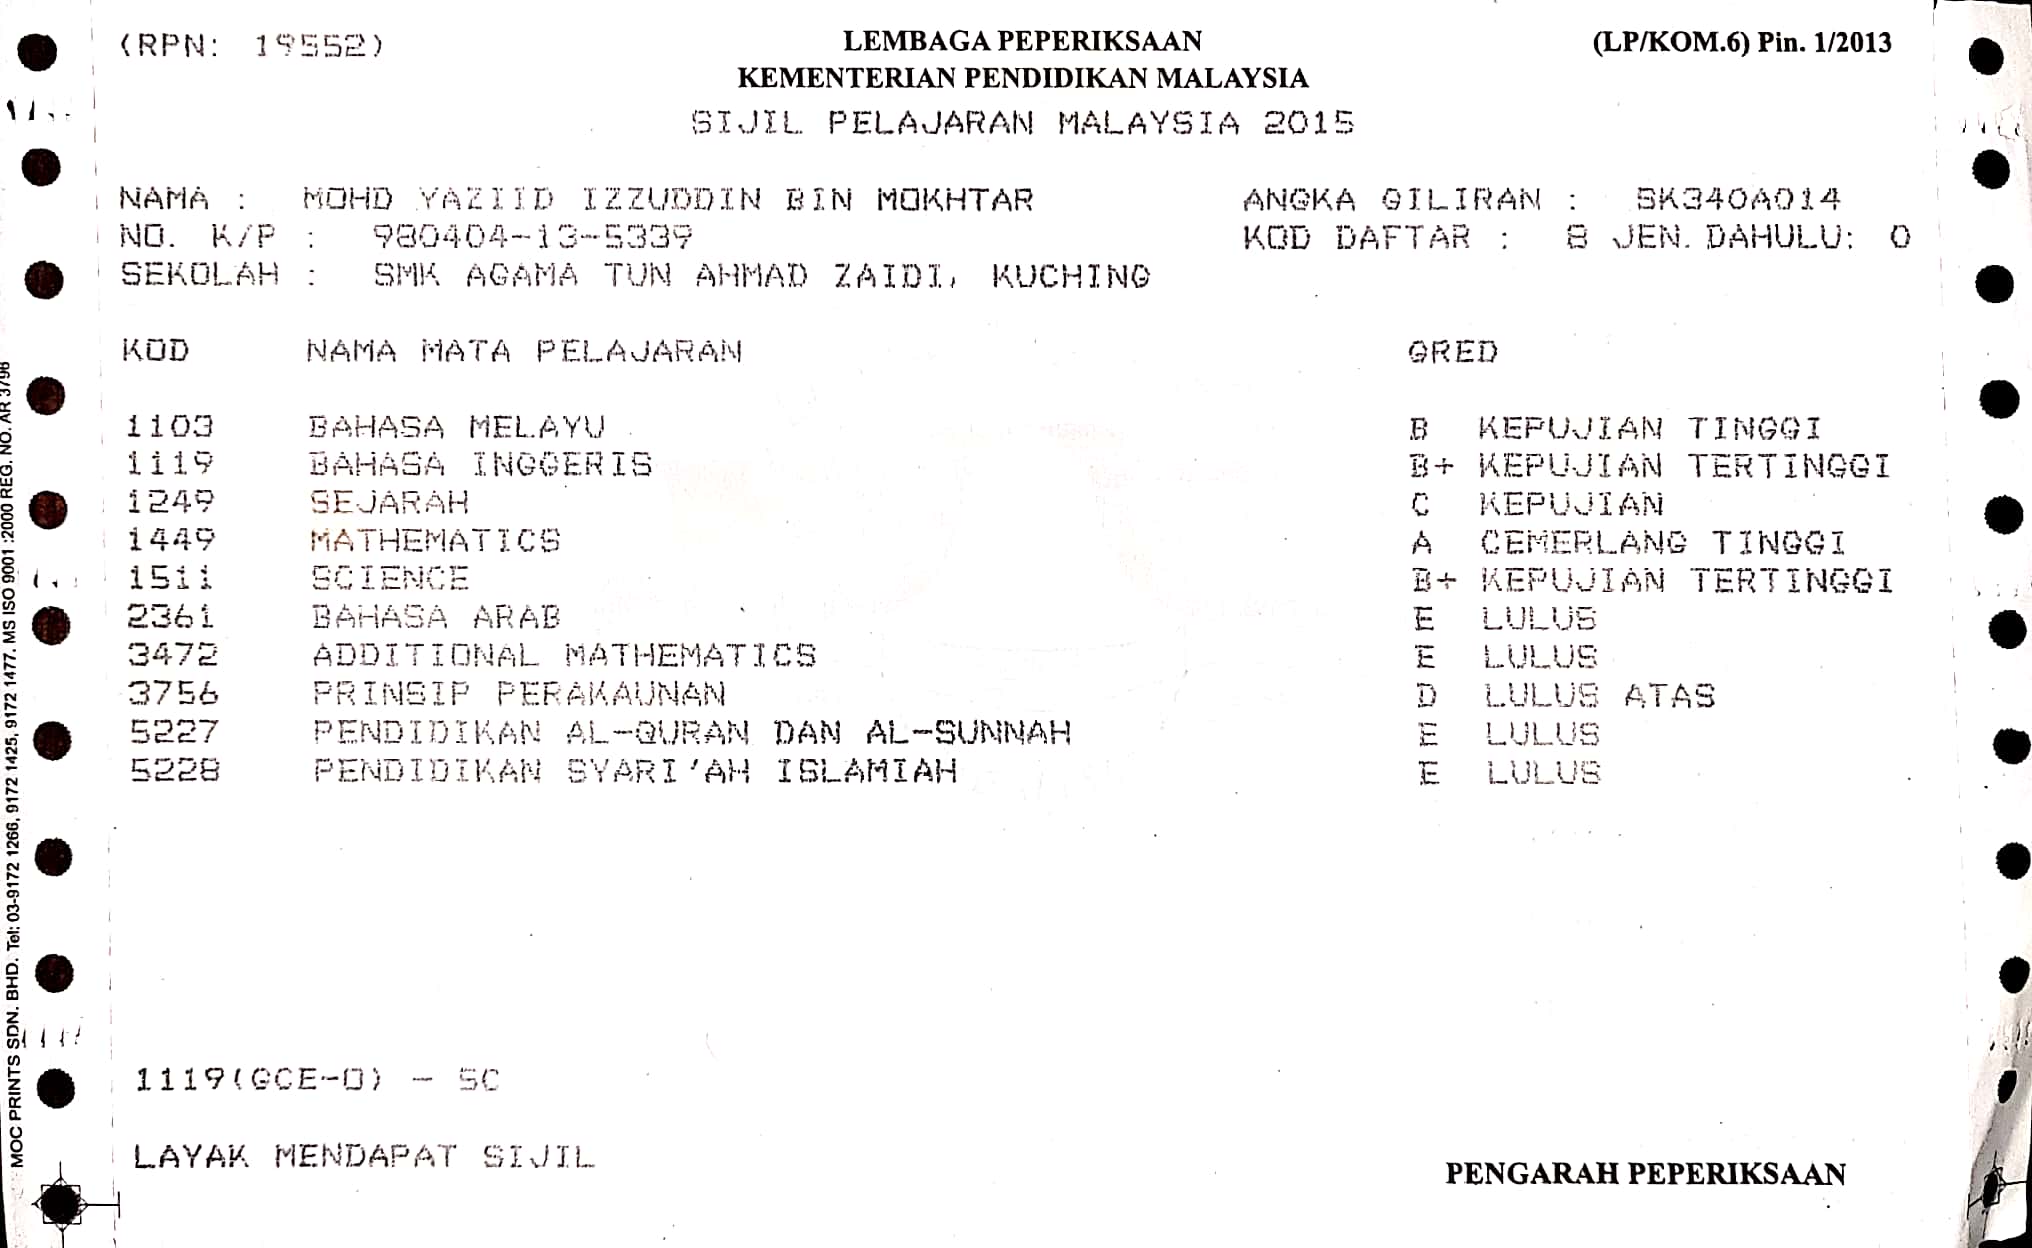 (RPN: 19552)
LEMBAGA PEPERIKSAAN
(LP/KOM.6) Pin. 1/2013
KEMENTERIAN PENDIDIKAN MALAYSIA
SIJIL PELAJARAN MALAYSIA 2015
NAMA : MOHD YAZIID IZZUDDIN BIN MOKHTAR ANGKA GILIRAN : SK340A014
NO. K/P : 980404-13-5339 KOD DAFTAR : 8 JEN. DAHULU: 0
SEKOLAH : SMK AGAMA TUN AHMAD ZAIDI, KUCHING
KOD NAMA MATA PELAJARAN GRED
1103 BAHASA MELAYU B KEPUJIAN TINGGI
1119 BAHASA INGGERIS B+ KEPUJIAN TERTINGGI
1249 SEJARAH C KEPUJIAN
1449 MATHEMATICS A CEMERLANG TINGGI
1511 SCIENCE B+ KEPUJIAN TERTINGGI
2361 BAHASA ARAB E LULUS
3472 ADDITIONAL MATHEMATICS E LULUS
3756 PRINSIP PERAKAUNAN D LULUS ATAS
5227 PENDIDIKAN AL-QURAN DAN AL-SUNNAH E LULUS
5228 PENDIDIKAN SYARI'AH ISLAMIAH E LULUS
1119(GCE-O) - 5C
LAYAK MENDAPAT SIJIL
PENGARAH PEPERIKSAAN
MOC PRINTS SDN. BHD. Tel: 03-9172 1266, 9172 1425, 9172 1477. MS ISO 9001 :2000 REG. NO. AR 3798